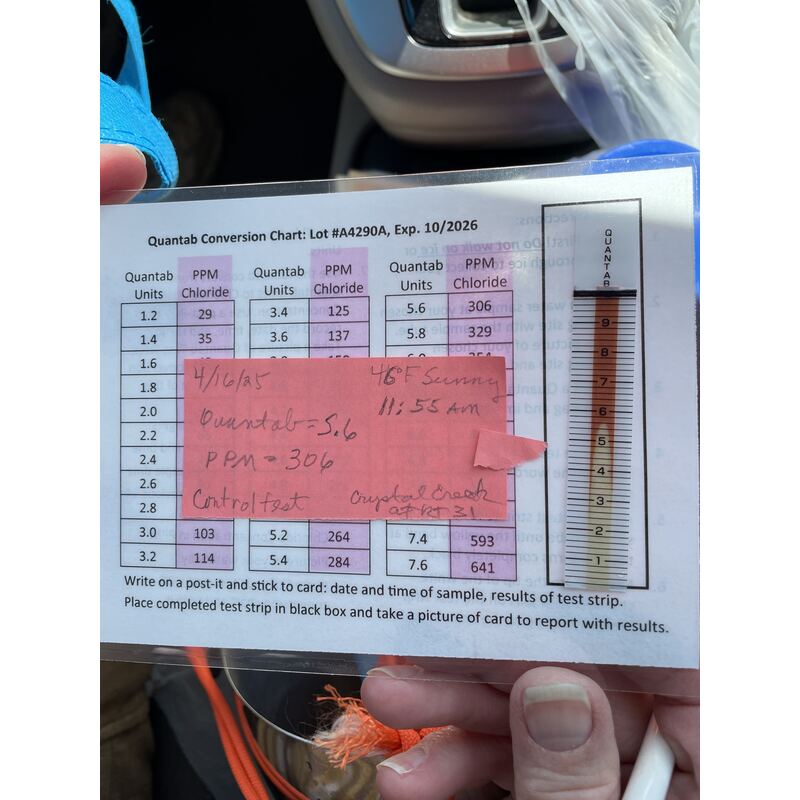 Quantab Conversion Chart: Lot #A4290A, Exp. 10/2026
Quantab Units PPM Chloride Quantab Units PPM Chloride Quantab Units PPM Chloride
1.2 29 3.4 125 5.6 306
1.4 35 3.6 137 5.8 329
1.6
1.8
2.0
2.2
2.4
2.6
2.8
3.0 103 5.2 264 7.4 593
3.2 114 5.4 284 7.6 641
4/16/25 46°F Sunny
11:55 AM
Quantab = 5.6
PPM = 306
Control test Crystal Creek
at Rt 31
Write on a post-it and stick to card: date and time of sample, results of test strip.
Place completed test strip in black box and take a picture of card to report with results.
QUANTAB
9
8
7
6
5
4
3
2
1